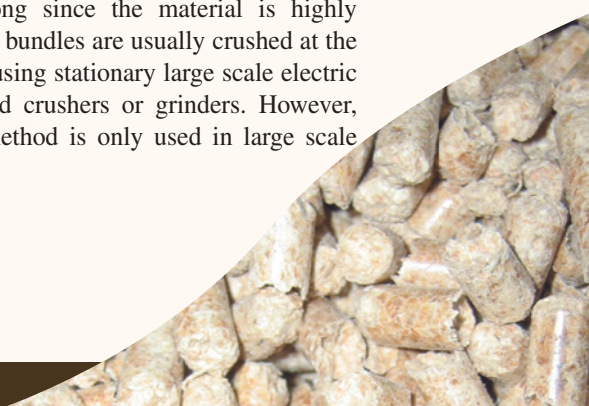 ng since the material is highly
bundles are usually crushed at the
using stationary large scale electric
d crushers or grinders. However,
ethod is only used in large scale